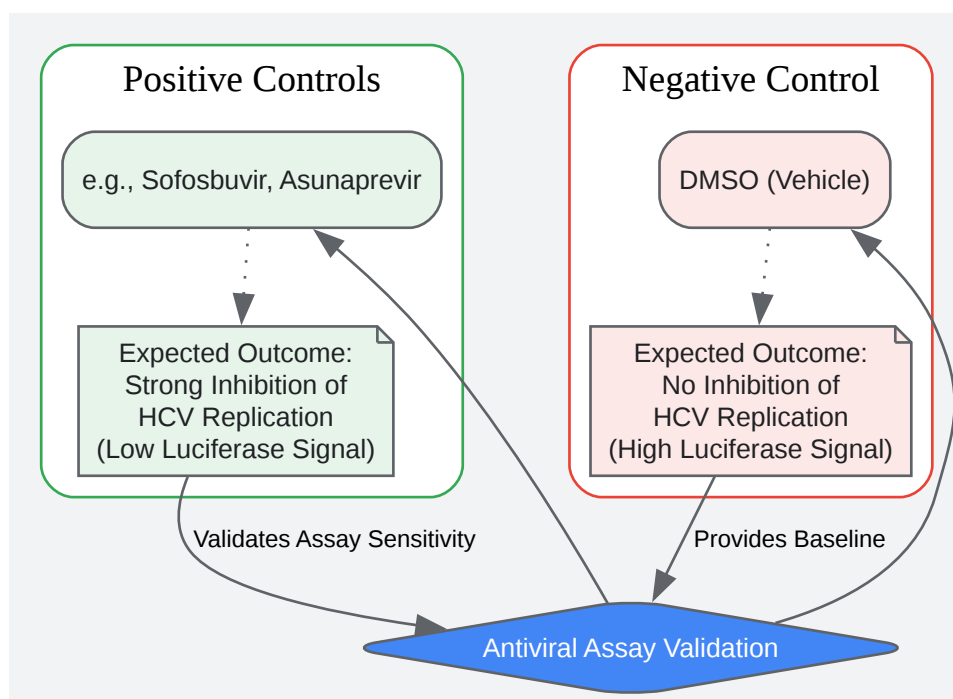 Positive Controls
e.g., Sofosbuvir, Asunaprevir
Expected Outcome:
Strong Inhibition of
HCV Replication
(Low Luciferase Signal)
Validates Assay Sensitivity
Negative Control
DMSO (Vehicle)
Expected Outcome:
No Inhibition of
HCV Replication
(High Luciferase Signal)
Provides Baseline
Antiviral Assay Validation